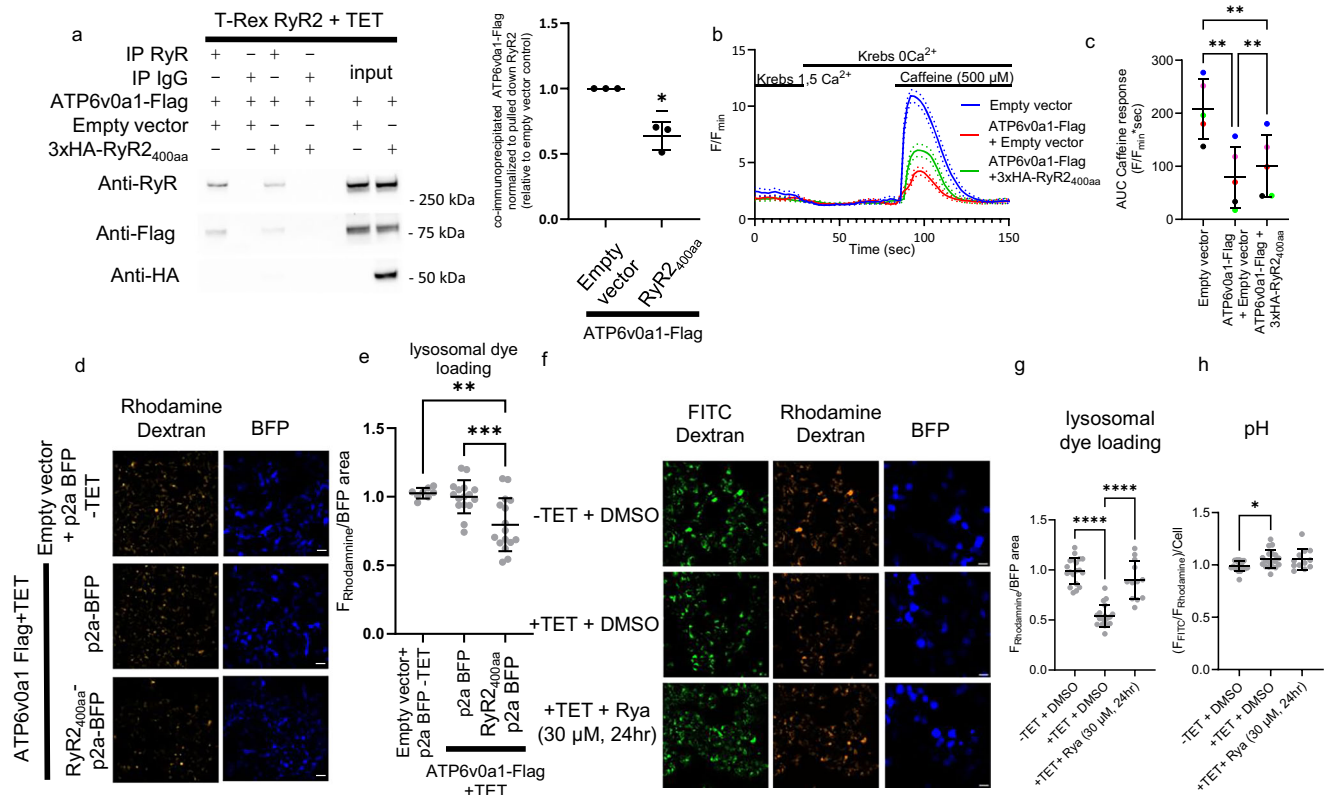 a
T-Rex RyR2 + TET
IP RyR + − + −
IP IgG − + − + input
ATP6v0a1-Flag + + + + + +
Empty vector + + − − + −
3xHA-RyR2400aa − − + + − +
Anti-RyR
- 250 kDa
Anti-Flag
- 75 kDa
Anti-HA
- 50 kDa
co-immunoprecipitated ATP6v0a1-Flag
normalized to pulled down RyR2
(relative to empty vector control)
1.5
1.0
0.5
0.0
*
Empty
vector
RyR2400aa
ATP6v0a1-Flag
b
Krebs 0Ca2+
Krebs 1,5 Ca2+
Caffeine (500 µM)
F/Fmin
15
10
5
0
0
50
100
150
Time (sec)
Empty vector
ATP6v0a1-Flag
+ Empty vector
ATP6v0a1-Flag
+3xHA-RyR2400aa
c
**
**
**
AUC Caffeine response
(F/Fmin*sec)
300
200
100
0
Empty vector
ATP6v0a1-Flag
+ Empty vector
ATP6v0a1-Flag +
3xHA-RyR2400aa
d
Rhodamine
Dextran
BFP
Empty vector
+ p2a BFP
-TET
ATP6v0a1 Flag+TET
p2a-BFP
RyR2400aa-
p2a-BFP
e
lysosomal dye
loading
**
***
FRhodamnine/BFP area
1.5
1.0
0.5
0.0
Empty vector+
p2a BFP -TET
p2a BFP
RyR2400aa
p2a BFP
ATP6v0a1-Flag
+TET
f
FITC
Dextran
Rhodamine
Dextran
BFP
-TET + DMSO
+TET + DMSO
+TET + Rya
(30 µM, 24hr)
g
lysosomal
dye loading
****
****
FRhodamnine/BFP area
1.5
1.0
0.5
0.0
-TET + DMSO
+TET + DMSO
+TET+ Rya (30 µM, 24hr)
h
pH
*
(FFITC/FRhodamine)/Cell
1.5
1.0
0.5
0.0
-TET + DMSO
+TET + DMSO
+TET+ Rya (30 µM, 24hr)